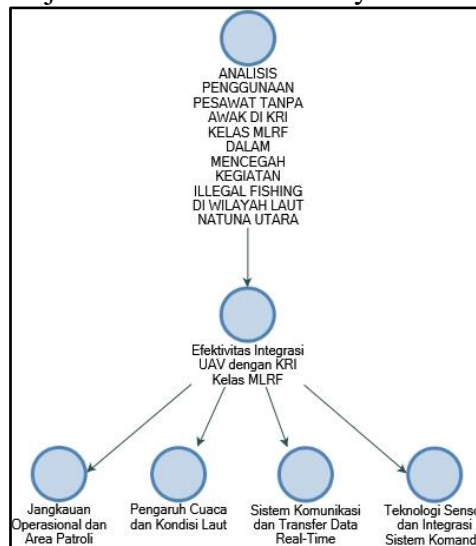 ANALISIS
PENGGUNAAN
PESAWAT TANPA
AWAK DI KRI
KELAS MLRF
DALAM
MENCEGAH
KEGIATAN
ILLEGAL FISHING
DI WILAYAH LAUT
NATUNA UTARA
Efektivitas Integrasi
UAV dengan KRI
Kelas MLRF
Jangkauan
Operasional dan
Area Patroli
Pengaruh Cuaca
dan Kondisi Laut
Sistem Komunikasi
dan Transfer Data
Real-Time
Teknologi Senso
dan Integrasi
Sistem Komand